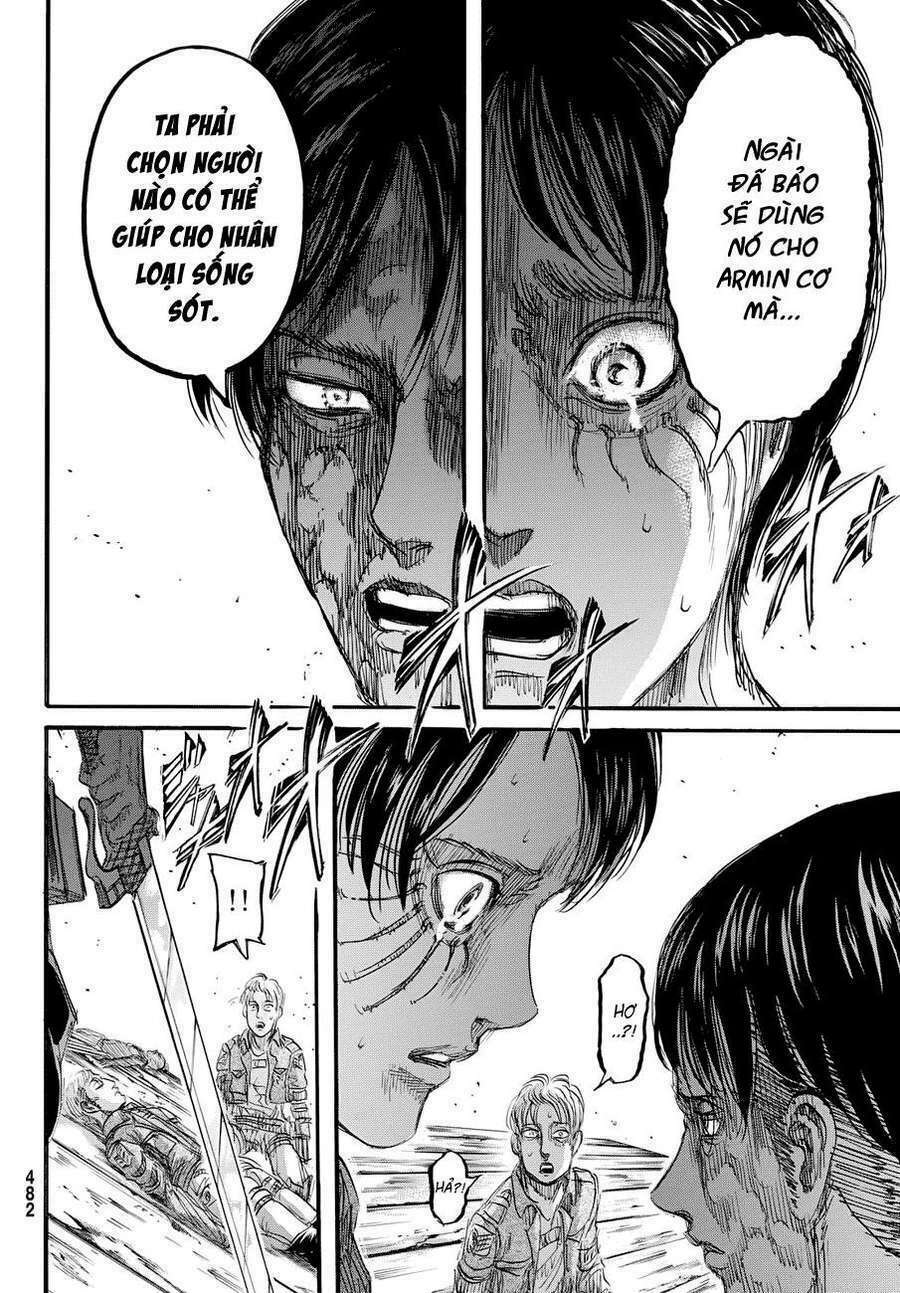 NGÀI
ĐÃ BẢO
SẼ DÙNG
NÓ CHO
ARMIN CƠ
MÀ...
TA PHẢI
CHỌN NGƯỜI
NÀO CÓ THỂ
GIÚP CHO NHÂN
LOẠI SỐNG
SÓT.
HƠ
..?!
HẢ?!
!!
482